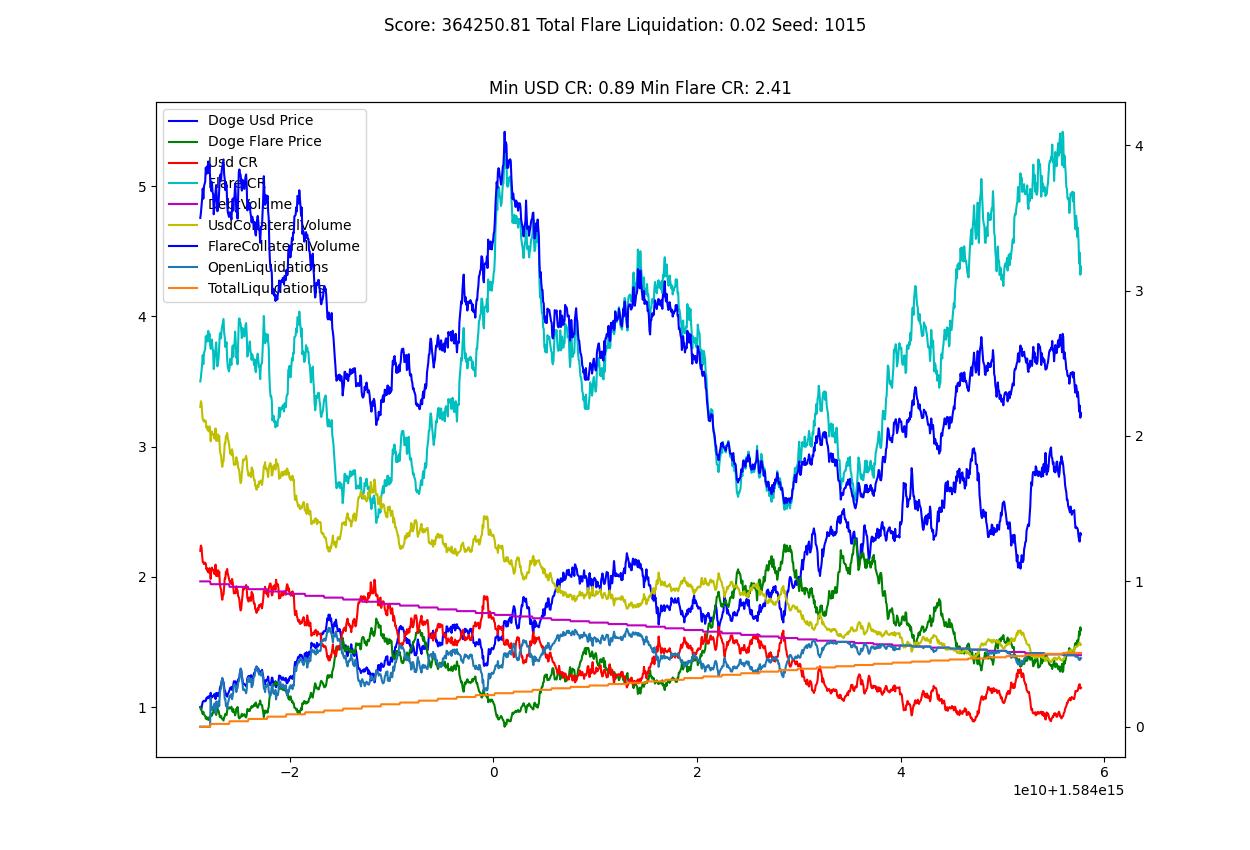 Score: 364250.81 Total Flare Liquidation: 0.02 Seed: 1015
Min USD CR: 0.89 Min Flare CR: 2.41
Doge Usd Price
Doge Flare Price
Usd CR
Flare CR
DebtVolume
UsdCollateralVolume
FlareCollateralVolume
OpenLiquidations
TotalLiquidations
5
4
3
2
1
4
3
2
1
0
−2 0 2 4 6
1e10+1.584e15